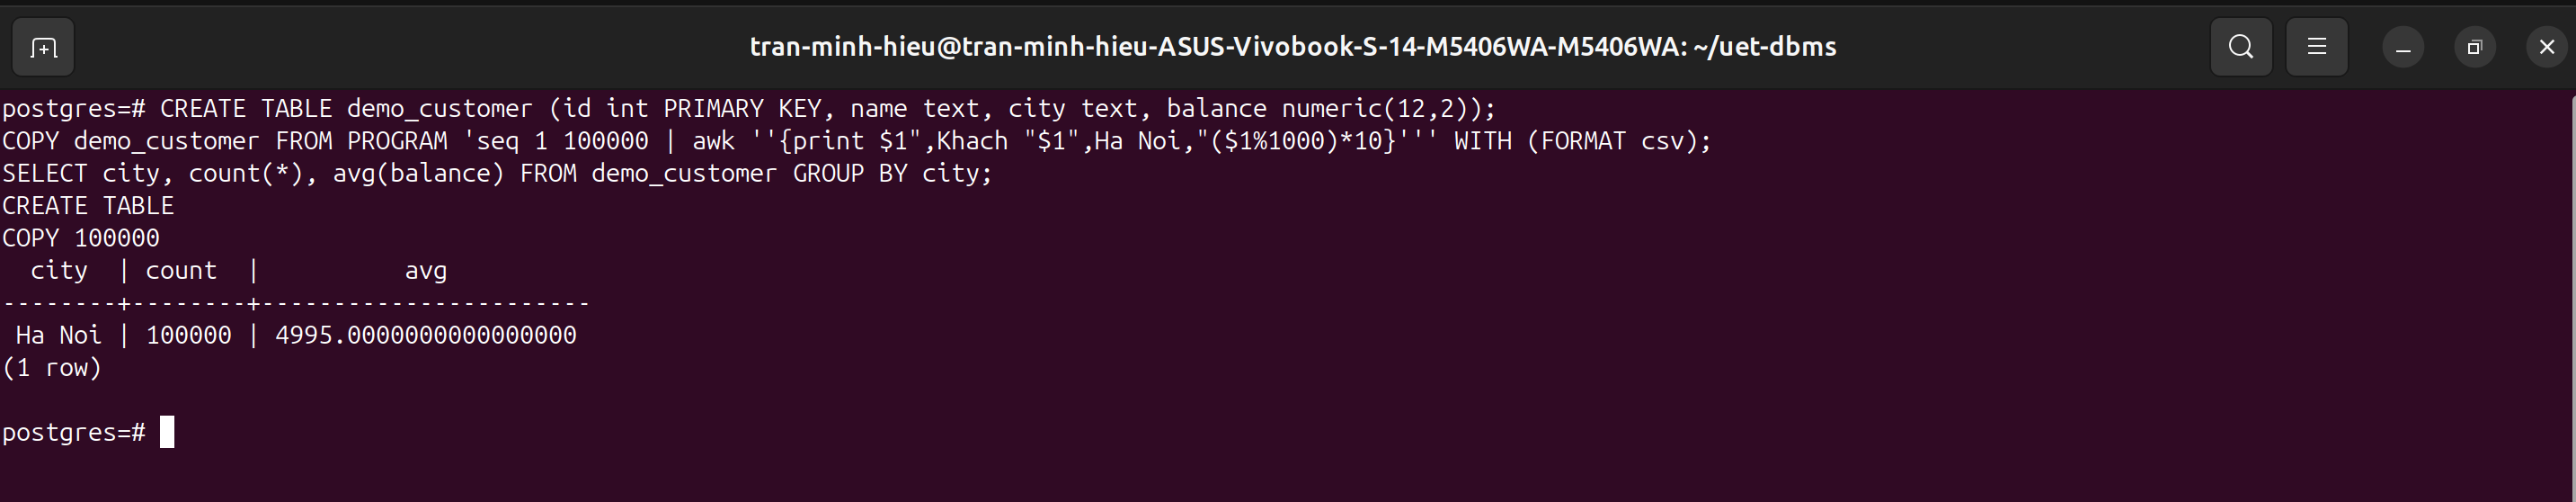 tran-minh-hieu@tran-minh-hieu-ASUS-Vivobook-S-14-M5406WA-M5406WA: ~/uet-dbms
postgres=# CREATE TABLE demo_customer (id int PRIMARY KEY, name text, city text, balance numeric(12,2));
COPY demo_customer FROM PROGRAM 'seq 1 100000 | awk ''{print $1",Khach "$1",Ha Noi,"($1%1000)*10}''' WITH (FORMAT csv);
SELECT city, count(*), avg(balance) FROM demo_customer GROUP BY city;
CREATE TABLE
COPY 100000
  city  | count  |          avg
--------+--------+-----------------------
 Ha Noi | 100000 | 4995.0000000000000000
(1 row)
postgres=#